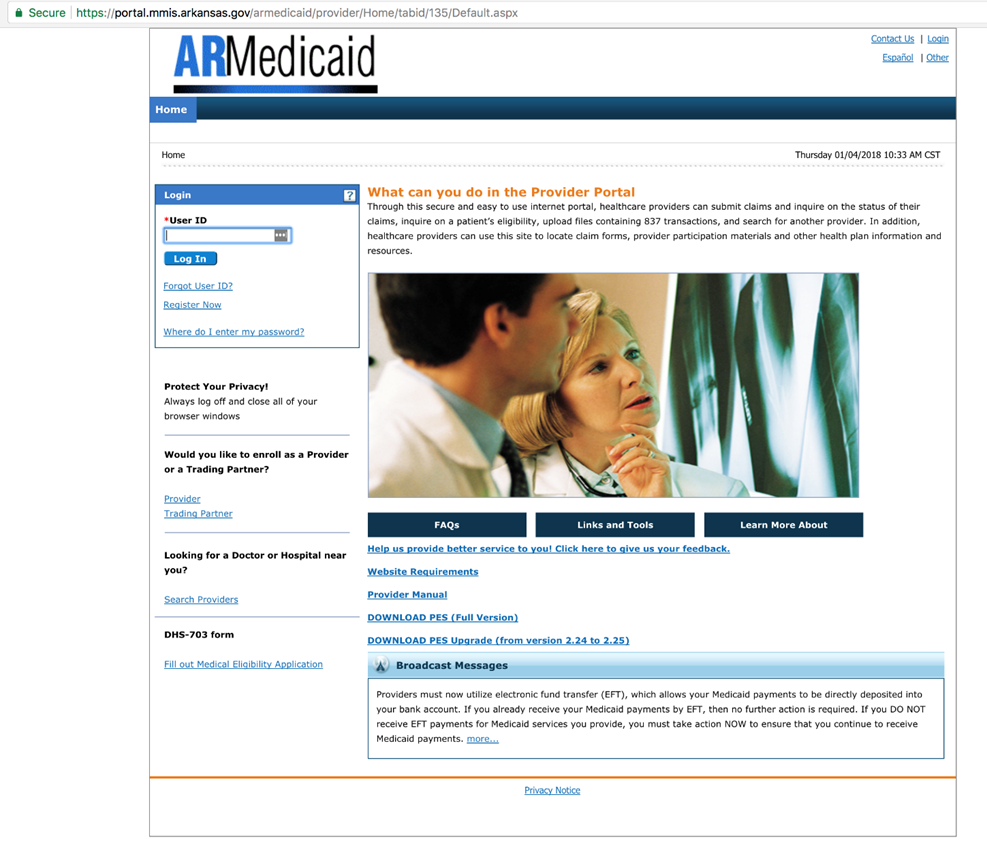 Secure | https://portal.mmis.arkansas.gov/armedicaid/provider/Home/tabid/135/Default.aspx
ARMedicaid
Contact Us | Login
Español | Other
Home
Home
Thursday 01/04/2018 10:33 AM CST
Login
?
*User ID
Log In
Forgot User ID?
Register Now
Where do I enter my password?
Protect Your Privacy!
Always log off and close all of your
browser windows
Would you like to enroll as a Provider
or a Trading Partner?
Provider
Trading Partner
Looking for a Doctor or Hospital near
you?
Search Providers
DHS-703 form
Fill out Medical Eligibility Application
What can you do in the Provider Portal
Through this secure and easy to use internet portal, healthcare providers can submit claims and inquire on the status of their
claims, inquire on a patient's eligibility, upload files containing 837 transactions, and search for another provider. In addition,
healthcare providers can use this site to locate claim forms, provider participation materials and other health plan information and
resources.
FAQs
Links and Tools
Learn More About
Help us provide better service to you! Click here to give us your feedback.
Website Requirements
Provider Manual
DOWNLOAD PES (Full Version)
DOWNLOAD PES Upgrade (from version 2.24 to 2.25)
Broadcast Messages
Providers must now utilize electronic fund transfer (EFT), which allows your Medicaid payments to be directly deposited into
your bank account. If you already receive your Medicaid payments by EFT, then no further action is required. If you DO NOT
receive EFT payments for Medicaid services you provide, you must take action NOW to ensure that you continue to receive
Medicaid payments. more...
Privacy Notice